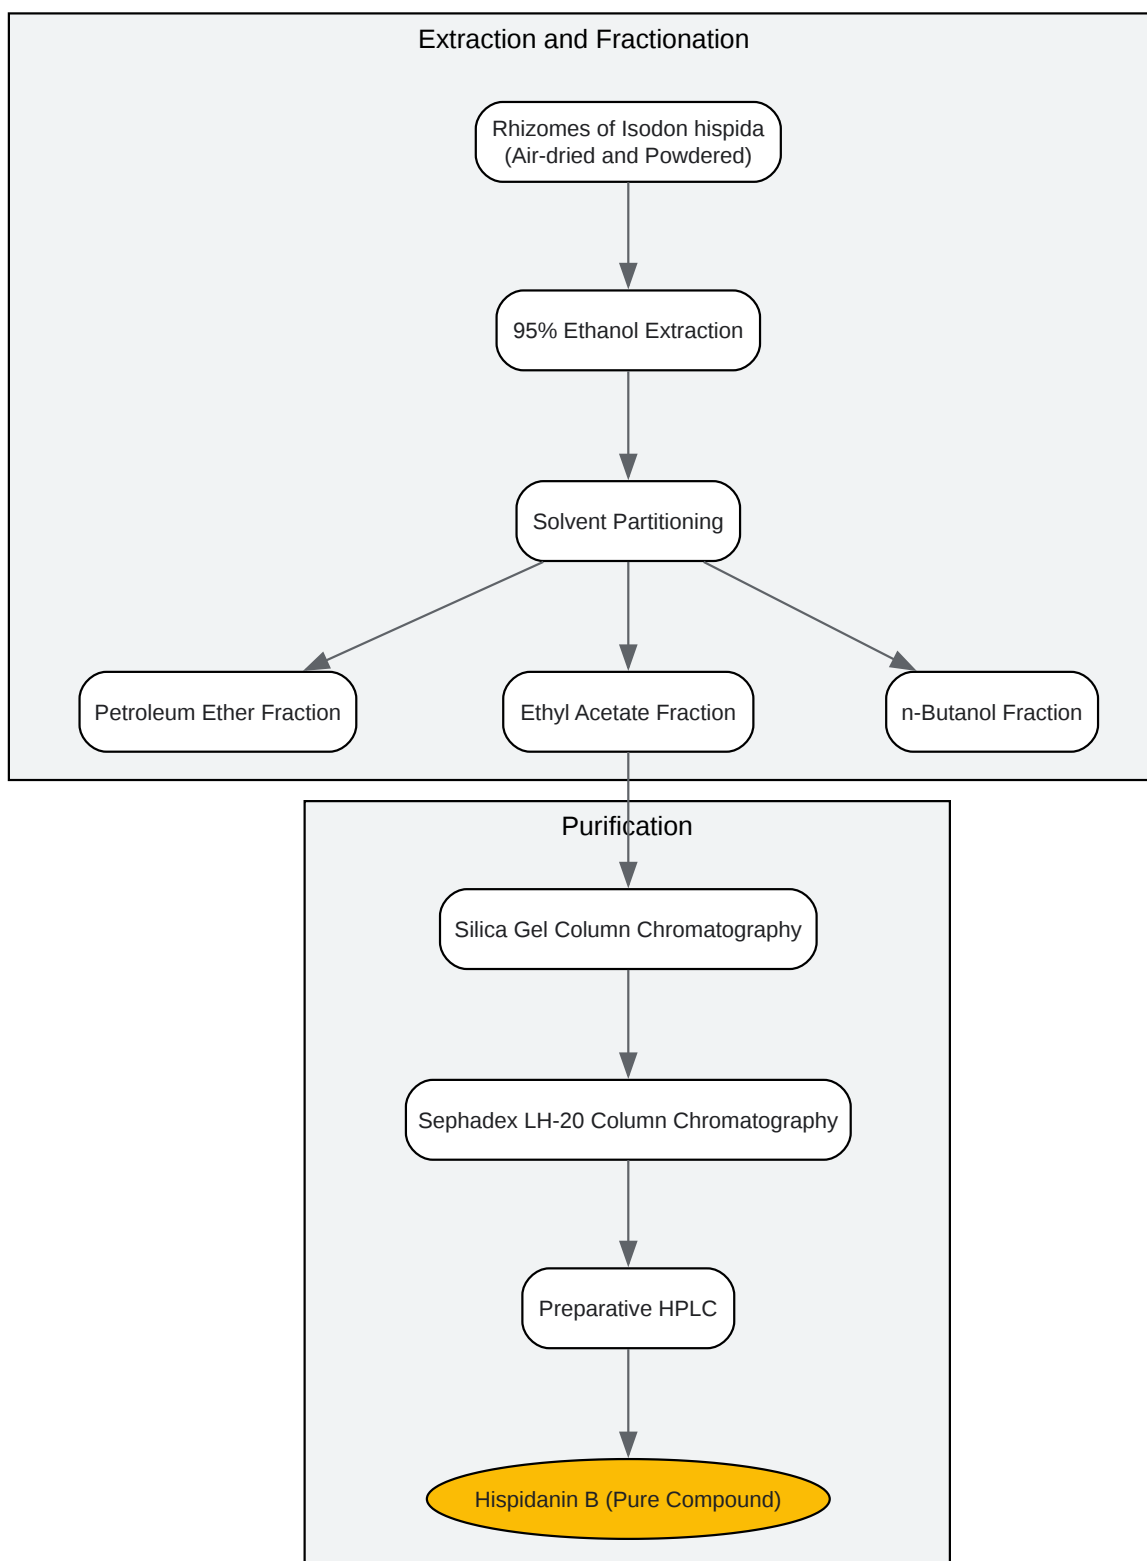 Extraction and Fractionation
Rhizomes of Isodon hispida
(Air-dried and Powdered)
95% Ethanol Extraction
Solvent Partitioning
Petroleum Ether Fraction
Ethyl Acetate Fraction
n-Butanol Fraction
Purification
Silica Gel Column Chromatography
Sephadex LH-20 Column Chromatography
Preparative HPLC
Hispidanin B (Pure Compound)